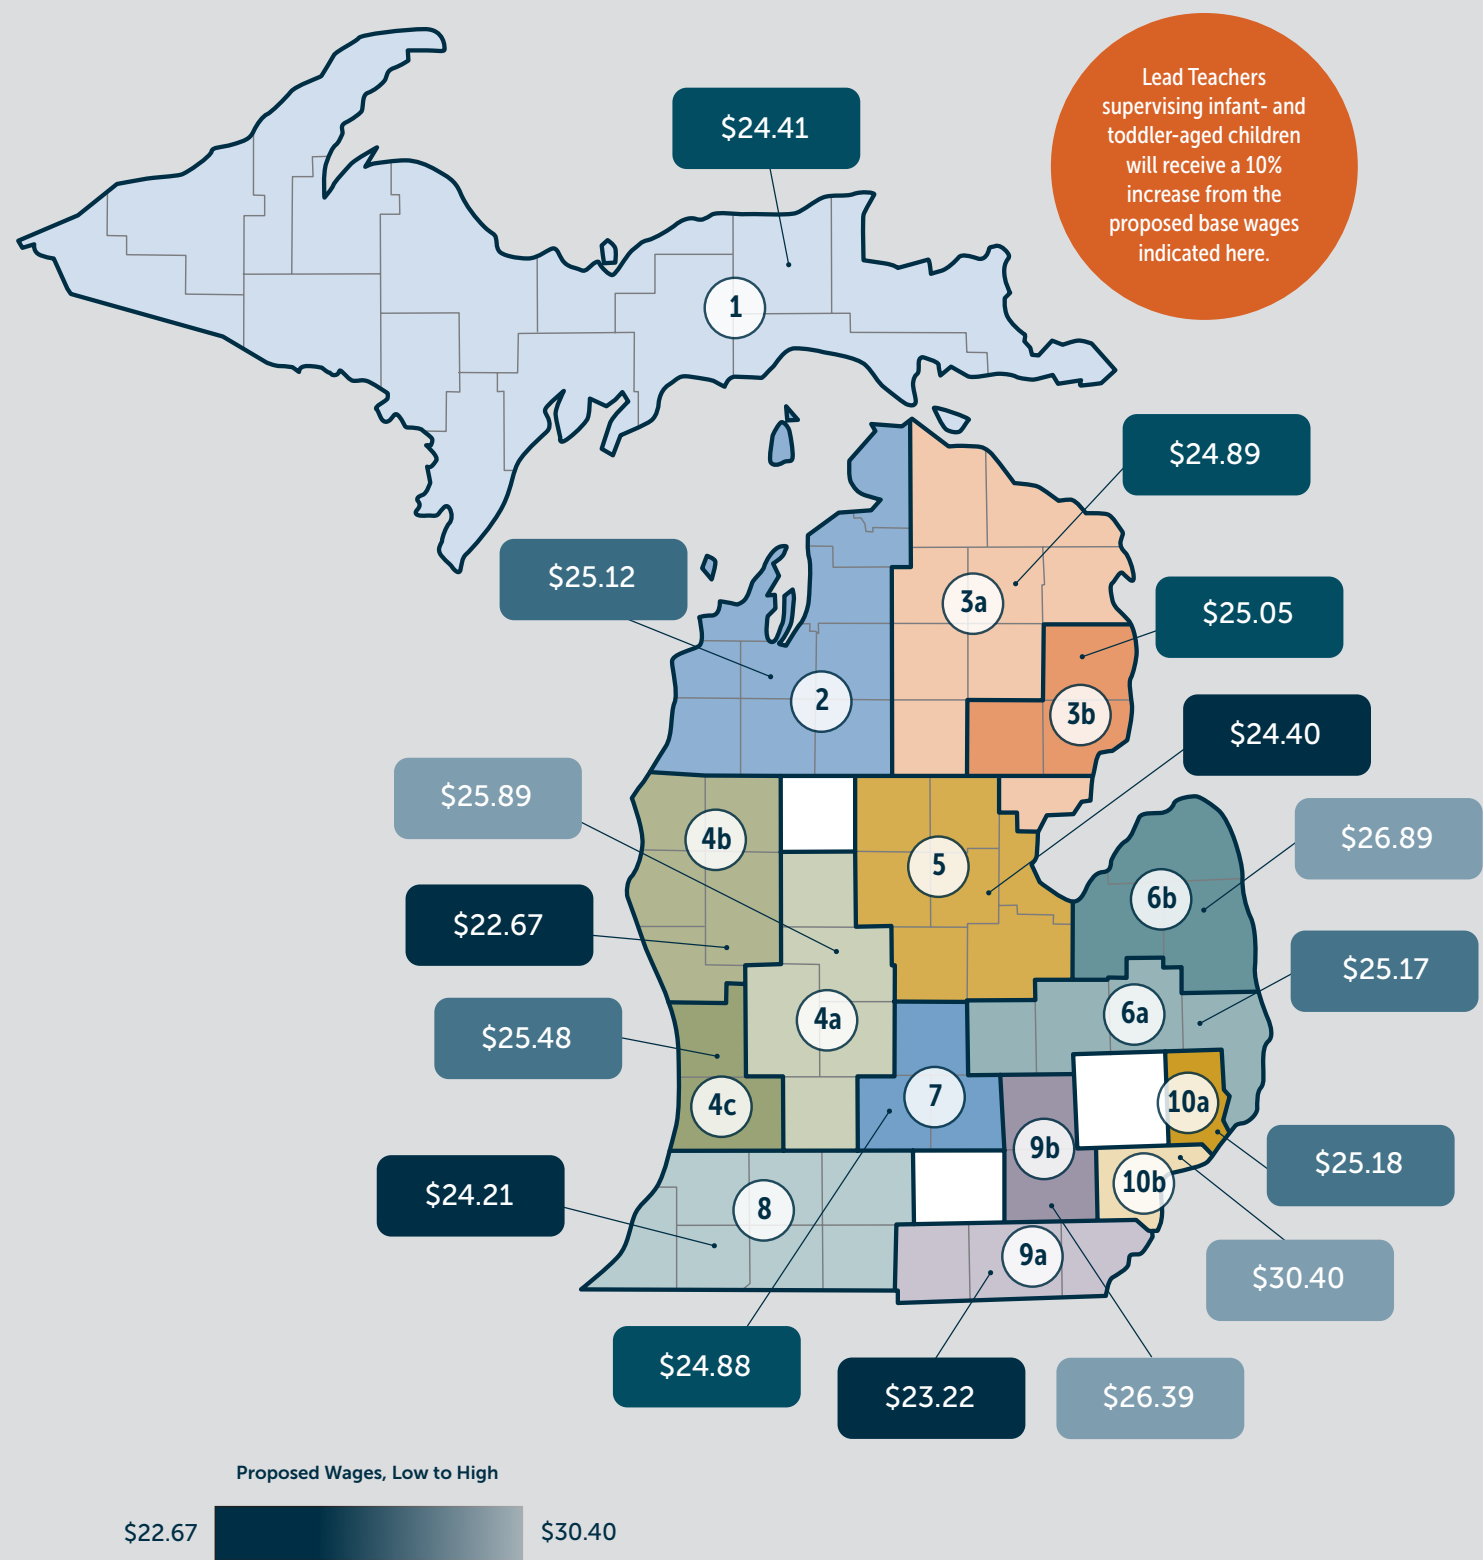 Lead Teachers
supervising infant- and
toddler-aged children
will receive a 10%
increase from the
proposed base wages
indicated here.
$24.41
1
$24.89
$25.12
3a
$25.05
2
3b
$24.40
$25.89
4b
5
$26.89
6b
$22.67
$25.17
4a
6a
$25.48
7
10a
4c
9b
$25.18
10b
$24.21
8
9a
$30.40
$24.88
$23.22
$26.39
Proposed Wages, Low to High
$22.67
$30.40